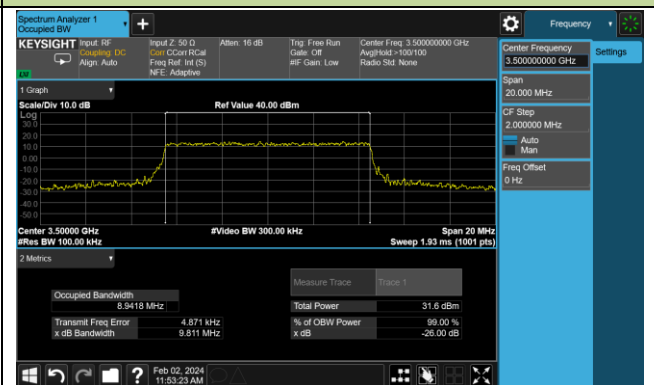 Spectrum Analyzer 1
Occupied BW
Frequency
KEYSIGHT
Input: RF
Coupling: DC
Align: Auto
Input Z: 50 Ω
Corr CCorr RCal
Freq Ref: Int (S)
NFE: Adaptive
Atten: 16 dB
Trig: Free Run
Gate: Off
#IF Gain: Low
Center Freq: 3.500000000 GHz
Avg|Hold:>100/100
Radio Std: None
LXI
Center Frequency
3.500000000 GHz
Settings
Span
20.000 MHz
CF Step
2.000000 MHz
Auto
Man
Freq Offset
0 Hz
1 Graph
Scale/Div 10.0 dB
Ref Value 40.00 dBm
Log
30.0
20.0
10.0
0.00
-10.0
-20.0
-30.0
-40.0
-50.0
Center 3.50000 GHz
#Video BW 300.00 kHz
Span 20 MHz
#Res BW 100.00 kHz
Sweep 1.93 ms (1001 pts)
2 Metrics
Measure Trace
Trace 1
Occupied Bandwidth
8.9418 MHz
Total Power
31.6 dBm
Transmit Freq Error
4.871 kHz
% of OBW Power
99.00 %
x dB Bandwidth
9.811 MHz
x dB
-26.00 dB
?
Feb 02, 2024
11:53:23 AM